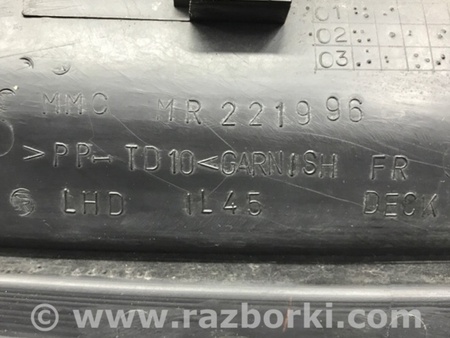 01
02
03
MMC MR221996
>PP-TD10<GARNISH FR
LHD 1L45 DECK
www.razborki.com